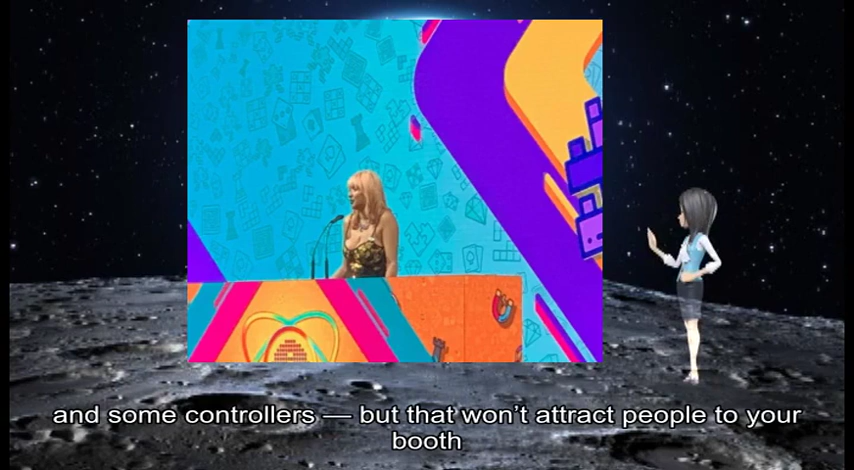 and some controllers — but that won’t attract people to your
booth